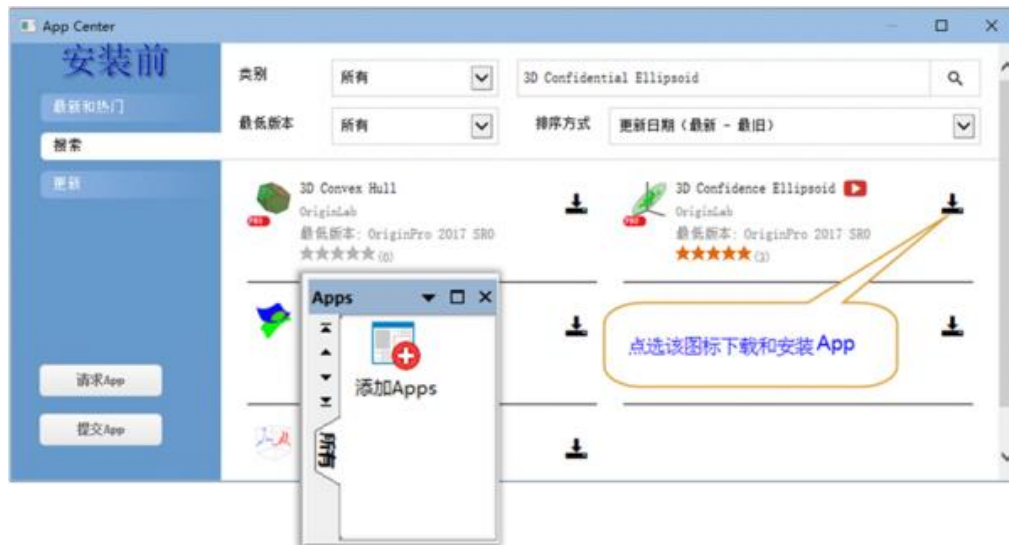 App Center
安装前
最新和热门
搜索
更新
请求App
提交App
类别 所有 3D Confidential Ellipsoid
最低版本 所有 排序方式 更新日期（最新 - 最旧）
3D Convex Hull
OriginLab
最低版本: OriginPro 2017 SR0
(0)
PRO
3D Confidence Ellipsoid
OriginLab
最低版本: OriginPro 2017 SR0
(3)
PRO
点选该图标下载和安装App
Apps
添加Apps
所有